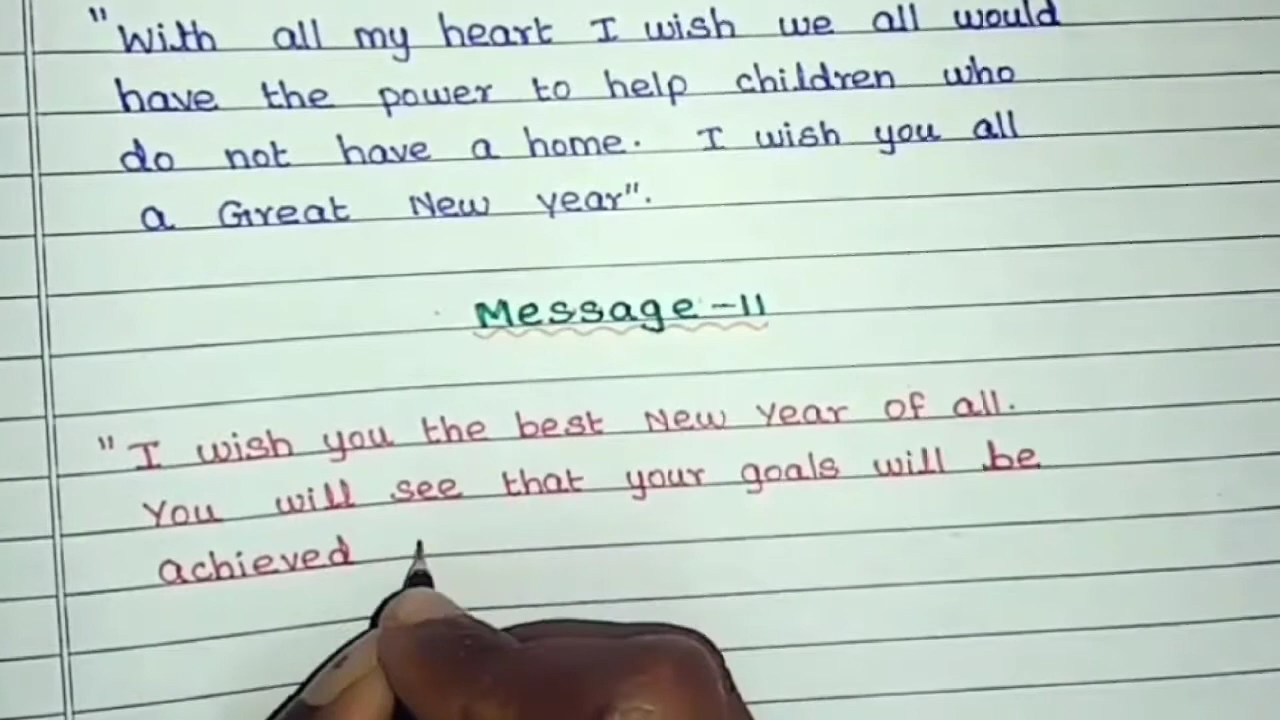 "With all my heart I wish we all would
have the power to help children who
do not have a home. I wish you all
a Great New year".
Message-11
"I wish you the best New Year of all.
You will see that your goals will be
achieved